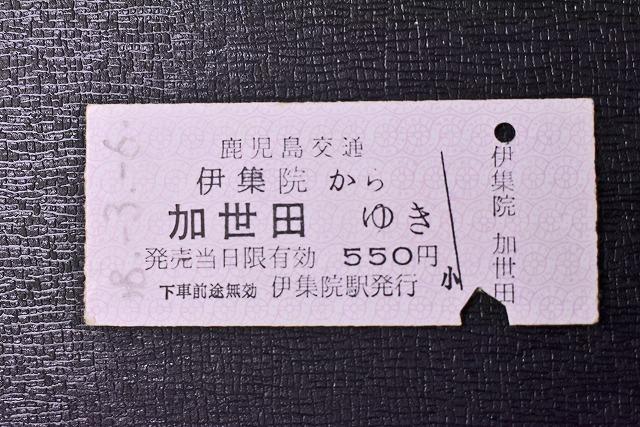 鹿児島交通
伊集院から
加世田 ゆき
発売当日限有効 550円
下車前途無効 伊集院駅発行
小
伊集院 加世田